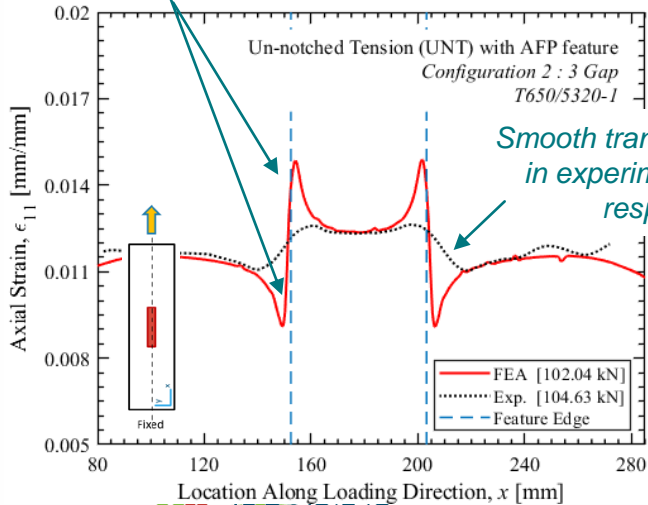 0.02
Un-notched Tension (UNT) with AFP feature
Configuration 2 : 3 Gap
T650/5320-1
0.017
Smooth tran
in experim
resp
0.014
0.011
0.008
0.005
Axial Strain, ϵ11 [mm/mm]
x
y
Fixed
FEA [102.04 kN]
Exp. [104.63 kN]
Feature Edge
80
120
160
200
240
280
Location Along Loading Direction, x [mm]